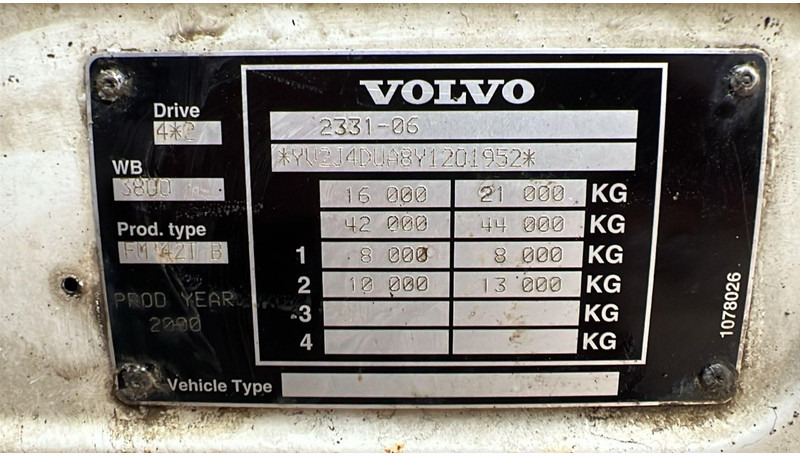 VOLVO
Drive
4*2
2331-06
*YV2J4DUA8Y1201952*
WB
3800
16 000 21 000 KG
42 000 44 000 KG
Prod. type
FM 42T B
1 8 000 8 000 KG
2 10 000 13 000 KG
PROD YEAR
2000
3 KG
4 KG
Vehicle Type
1078026